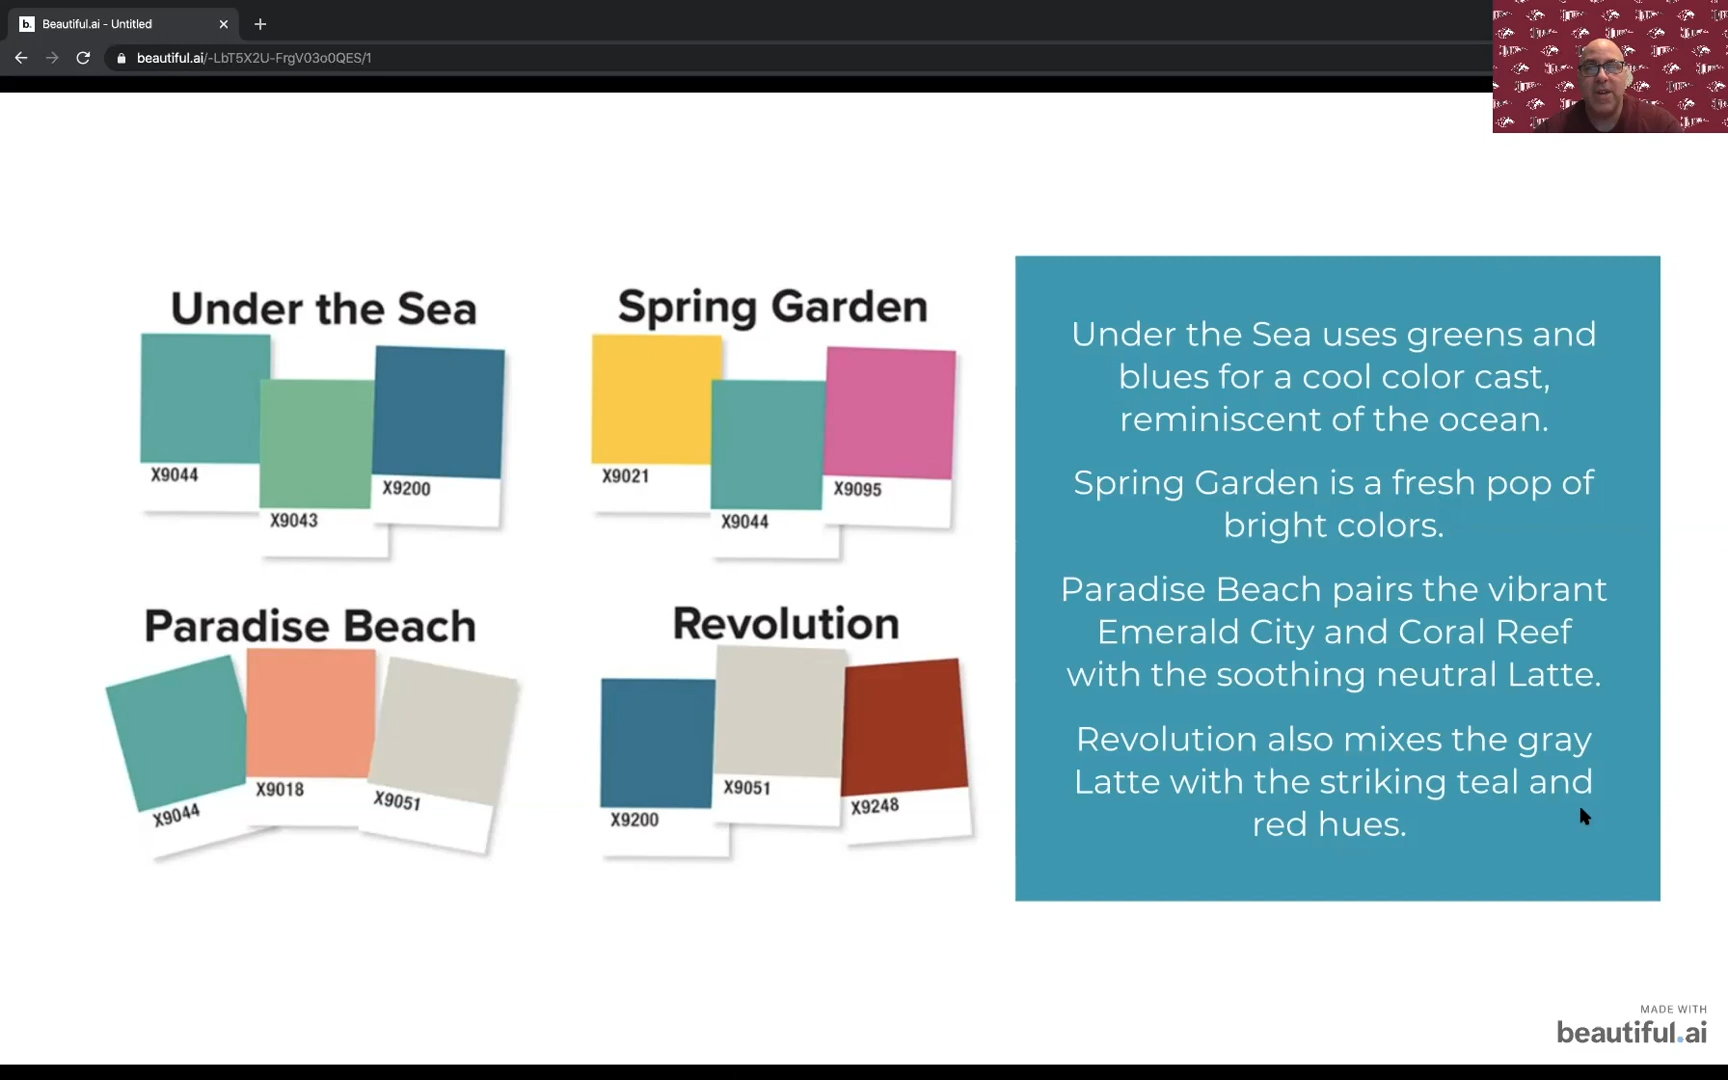 Beautiful.ai - Untitled
beautiful.ai/-LbT5X2U-FrgV03o0QES/1
Under the Sea
X9044
X9043
X9200
Spring Garden
X9021
X9044
X9095
Paradise Beach
X9044
X9018
X9051
Revolution
X9200
X9051
X9248
Under the Sea uses greens and
blues for a cool color cast,
reminiscent of the ocean.
Spring Garden is a fresh pop of
bright colors.
Paradise Beach pairs the vibrant
Emerald City and Coral Reef
with the soothing neutral Latte.
Revolution also mixes the gray
Latte with the striking teal and
red hues.
MADE WITH
beautiful.ai